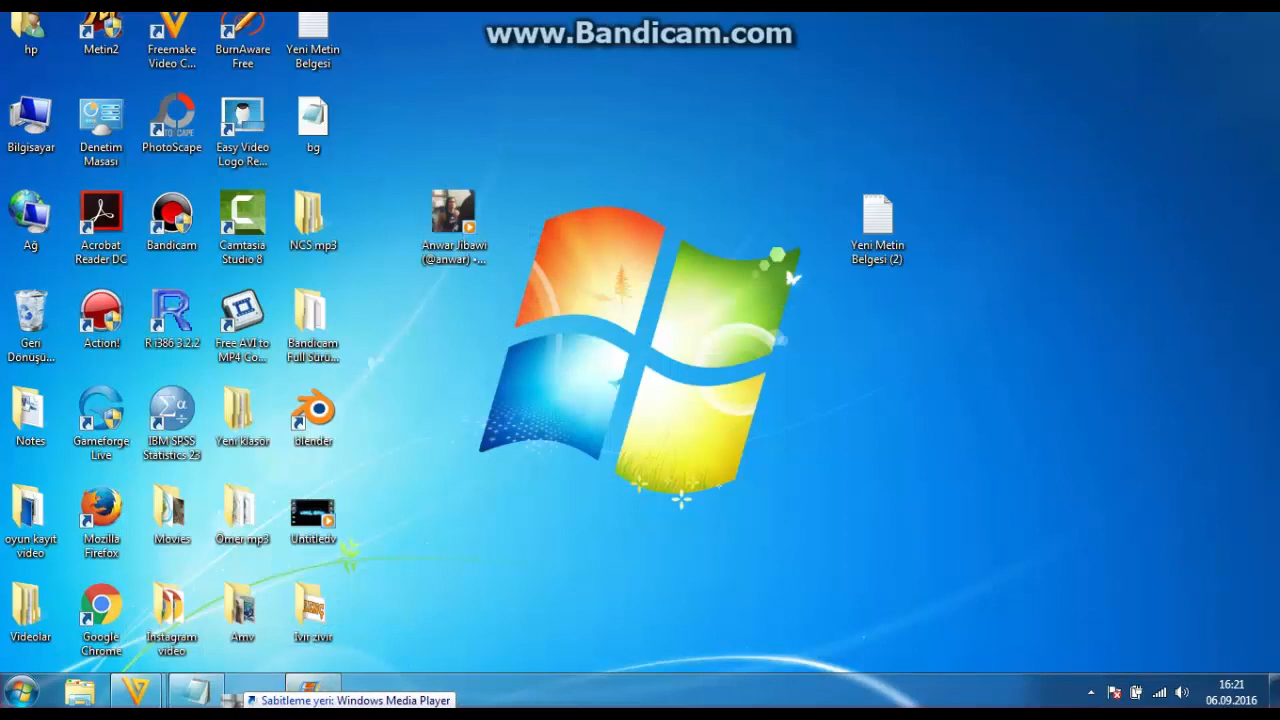 www.Bandicam.com
hp
Metin2
Freemake
Video C...
BurnAware
Free
Yeni Metin
Belgesi
Bilgisayar
Denetim
Masası
PhotoScape
Easy Video
Logo Re...
bg
Ağ
Acrobat
Reader DC
Bandicam
Camtasia
Studio 8
NCS mp3
Anwar Jibawi
(@anwar) •...
Yeni Metin
Belgesi (2)
Geri
Dönüşü...
Action!
R i386 3.2.2
Free AVI to
MP4 Co...
Bandicam
Full Sürü...
Notes
Gameforge
Live
IBM SPSS
Statistics 23
Yeni klasör
blender
oyun kayıt
video
Mozilla
Firefox
Movies
Ömer mp3
Untitledv
Videolar
Google
Chrome
İnstagram
video
Amv
Ivır zıvır
Sabitleme yeri: Windows Media Player
16:21
06.09.2016